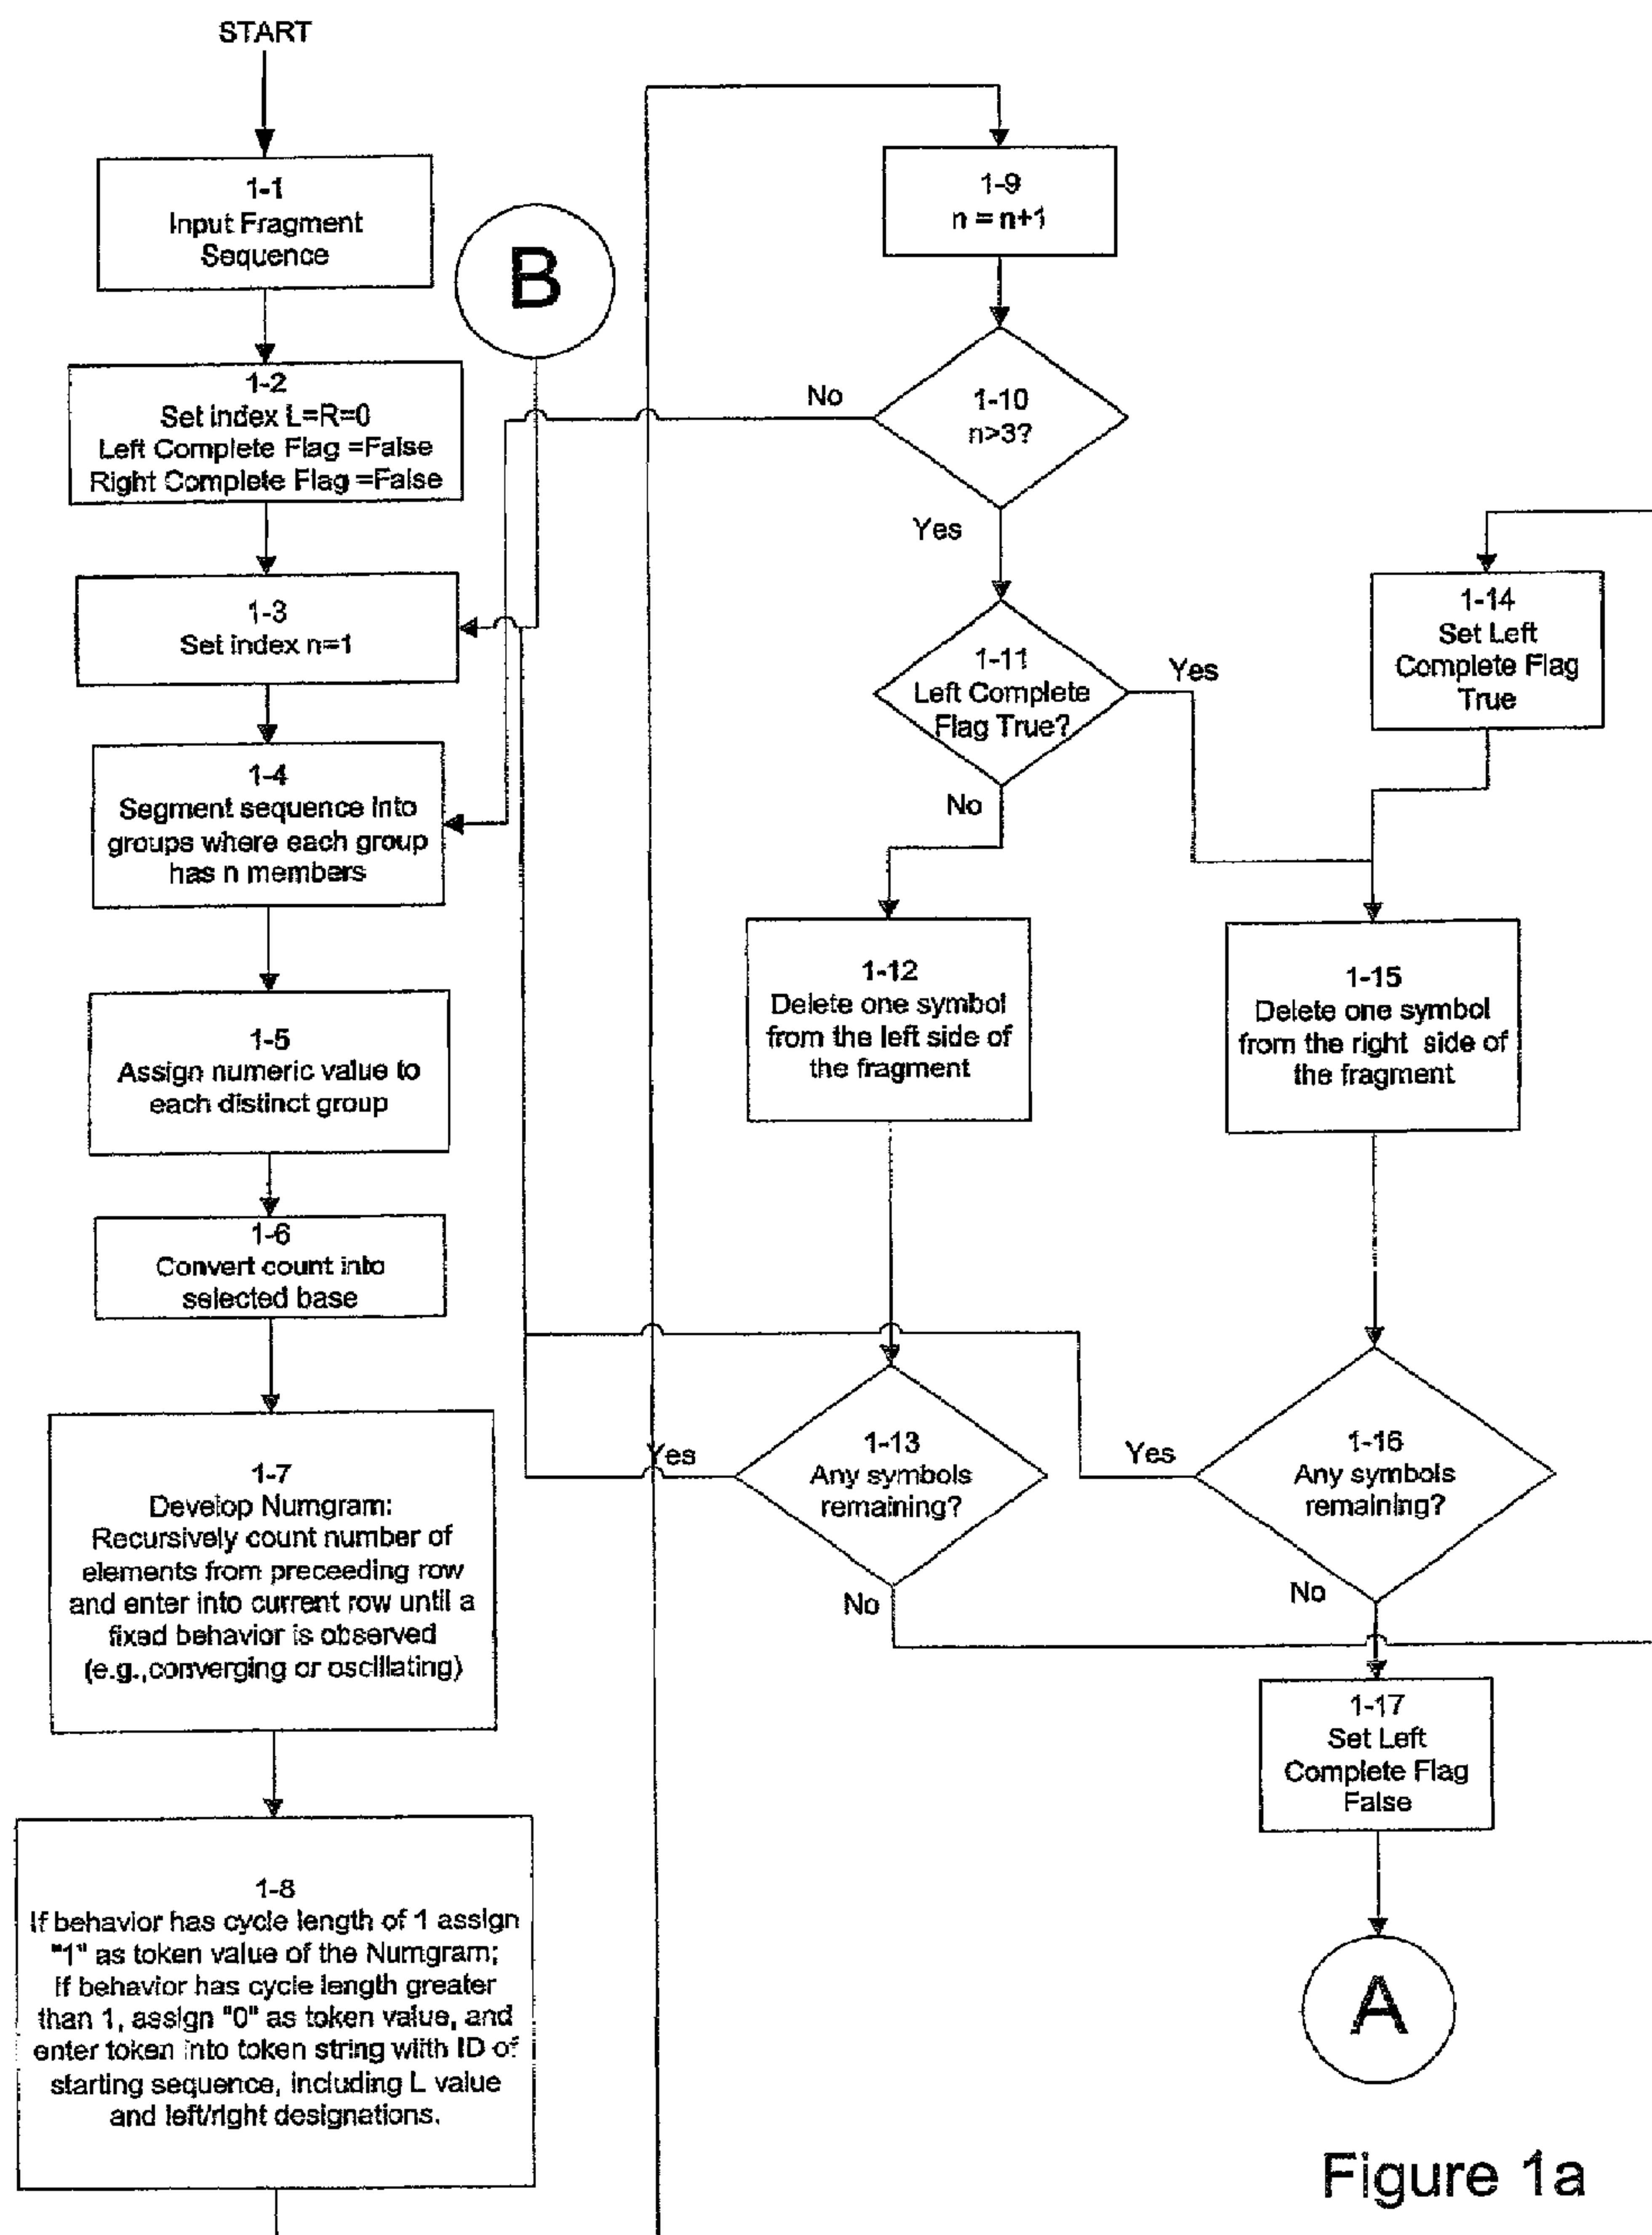 START
1-1
Input Fragment
Sequence
B
1-2
Set index L=R=0
Left Complete Flag =False
Right Complete Flag =False
1-3
Set index n=1
1-4
Segment sequence into
groups where each group
has n members
1-5
Assign numeric value to
each distinct group
1-6
Convert count into
selected base
1-7
Develop Numgram:
Recursively count number of
elements from preceeding row
and enter into current row until a
fixed behavior is observed
(e.g.,converging or oscillating)
1-8
If behavior has cycle length of 1 assign
"1" as token value of the Numgram;
If behavior has cycle length greater
than 1, assign "0" as token value, and
enter token into token string with ID of
starting sequence, including L value
and left/right designations.
1-9
n = n+1
No
1-10
n>3?
Yes
1-11
Left Complete
Flag True?
Yes
No
1-12
Delete one symbol
from the left side of
the fragment
1-13
Any symbols
remaining?
Yes
No
1-14
Set Left
Complete Flag
True
1-15
Delete one symbol
from the right side of
the fragment
1-16
Any symbols
remaining?
Yes
No
1-17
Set Left
Complete Flag
False
A
Figure 1a